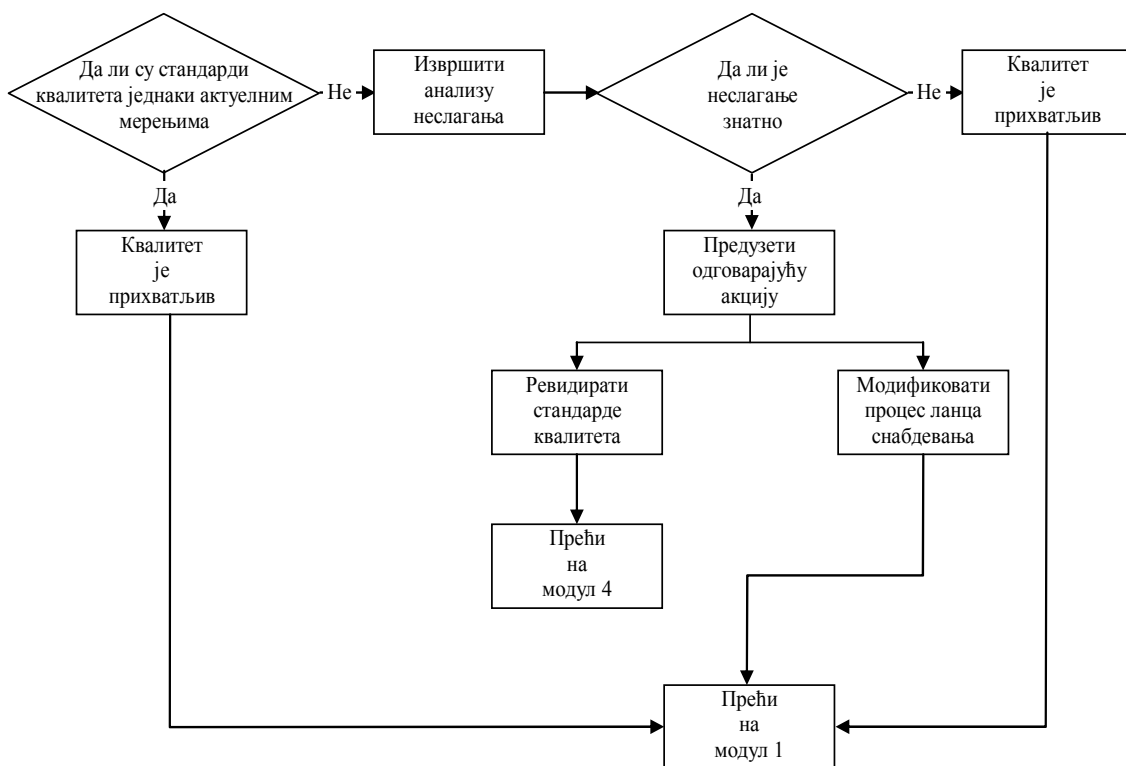 Да ли су стандарди
квалитета једнаки актуелним
мерењима
Не
Извршити
анализу
неслагања
Да ли је
неслагање
знатно
Не
Квалитет
је
прихватљив
Да
Квалитет
је
прихватљив
Да
Предузети
одговарајућу
акцију
Ревидирати
стандарде
квалитета
Модификовати
процес ланца
снабдевања
Прећи
на
модул 4
Прећи
на
модул 1